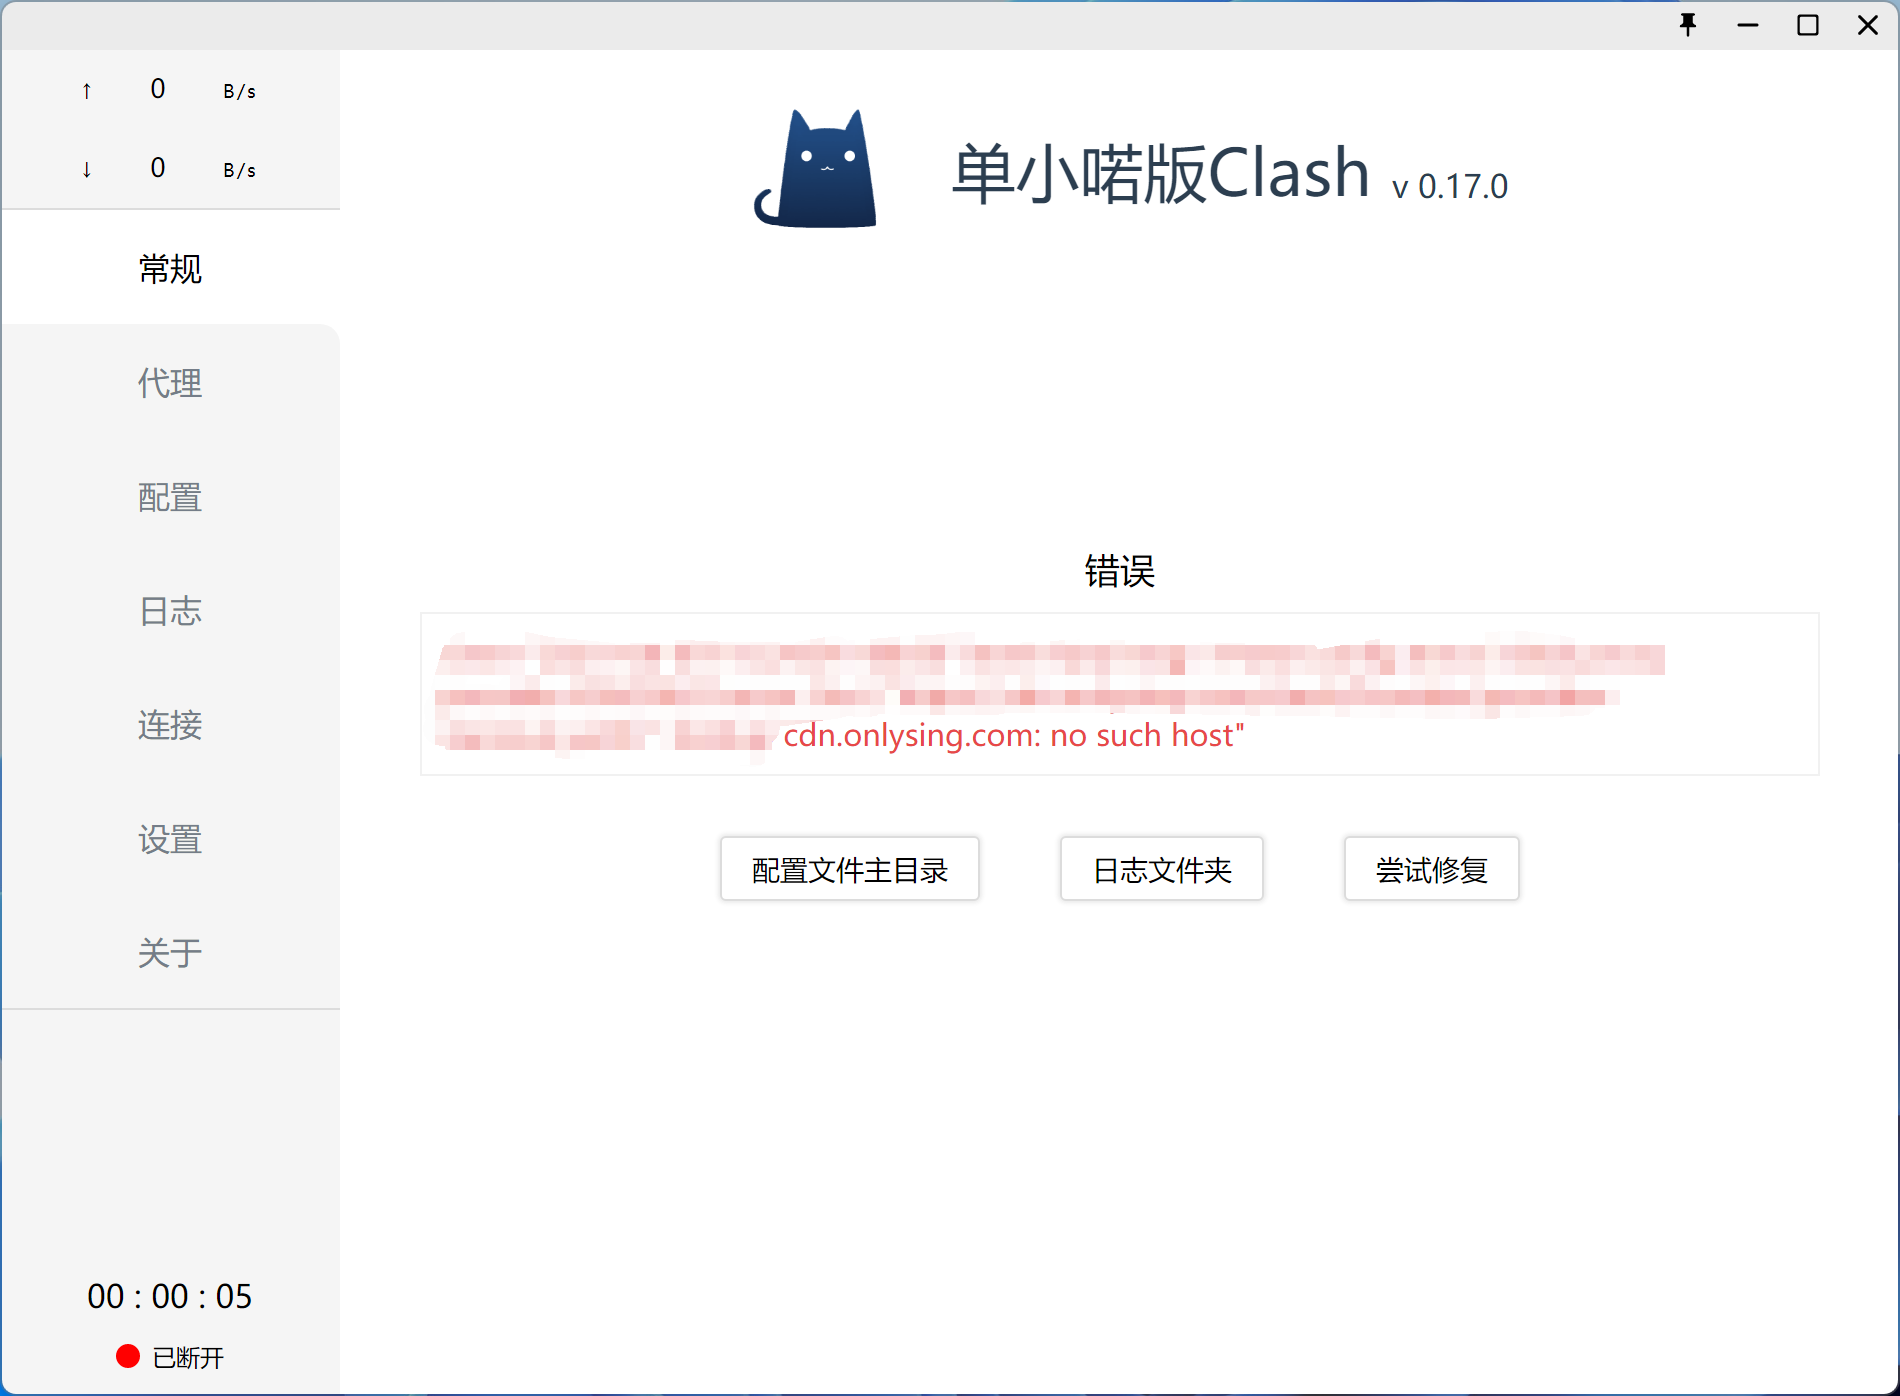 ↑ 0 B/s
↓ 0 B/s
常规
代理
配置
日志
连接
设置
关于
00 : 00 : 05
已断开
单小喏版Clash v 0.17.0
错误
cdn.onlysing.com: no such host"
配置文件主目录
日志文件夹
尝试修复